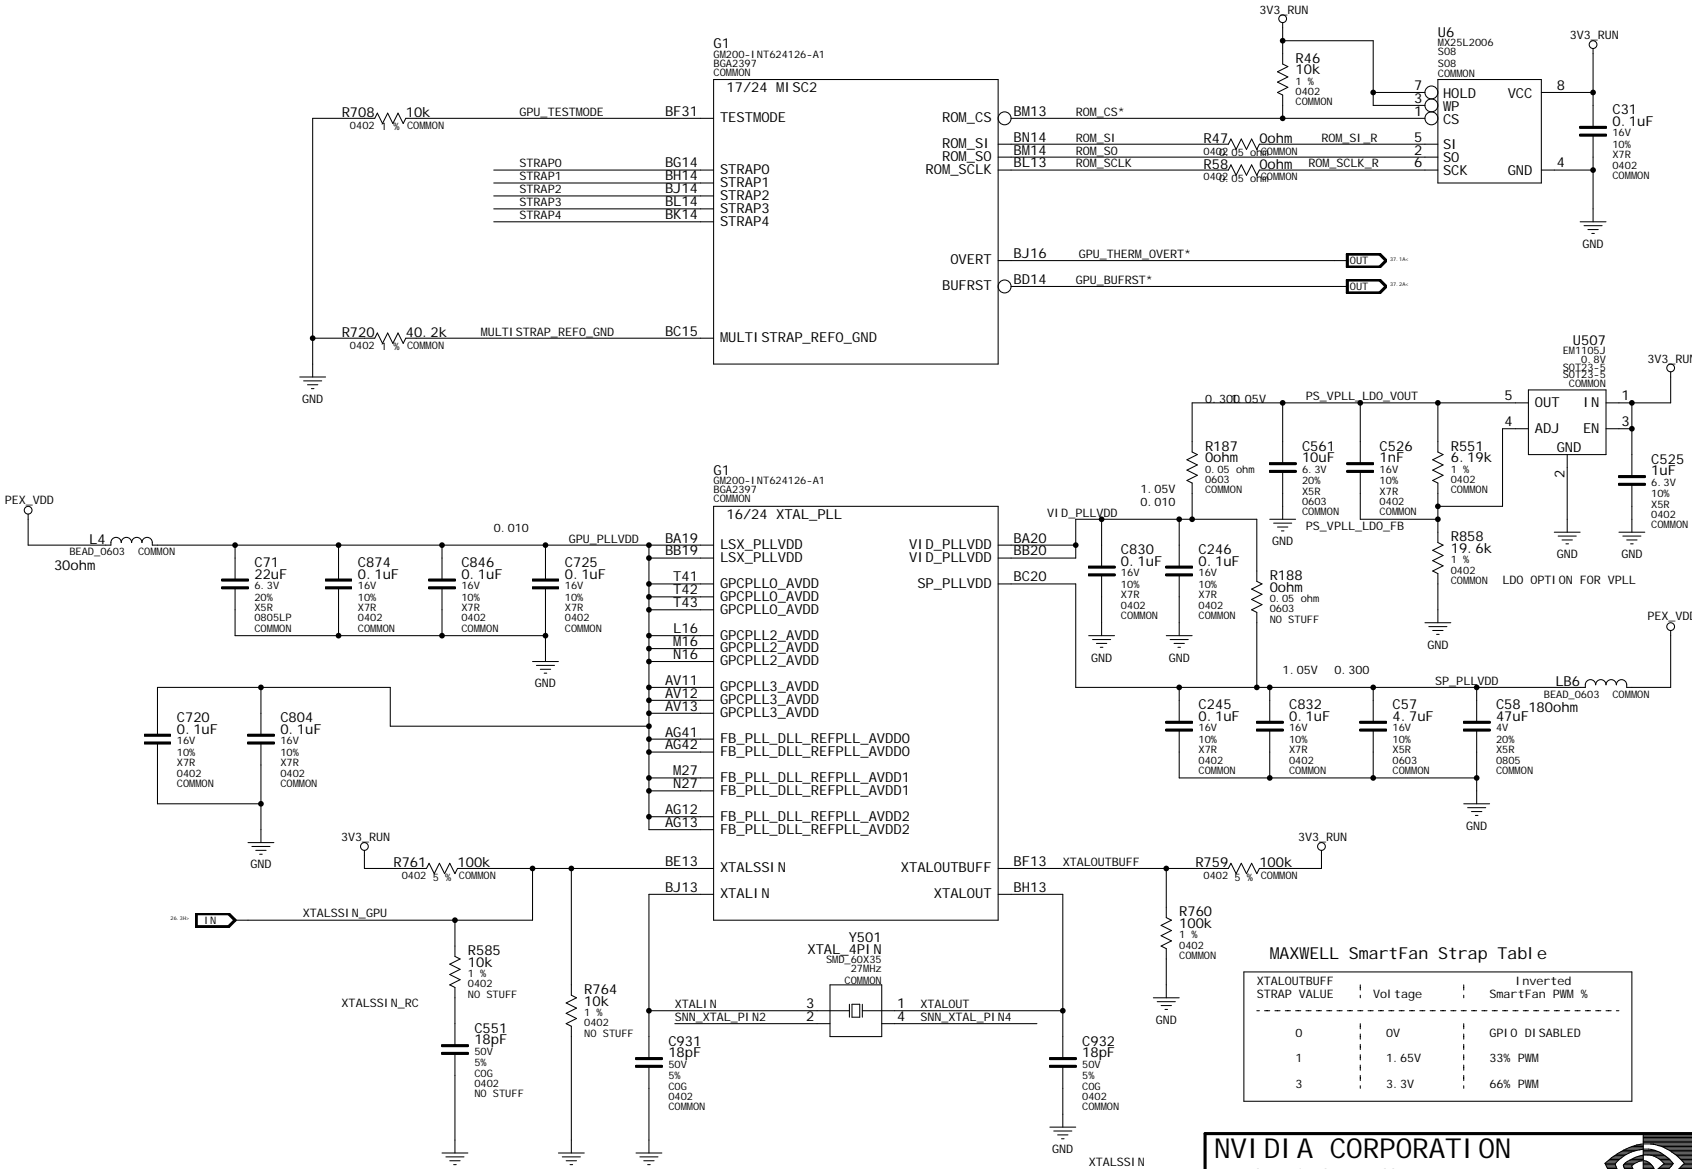 3V3_RUN
G1
GM200-INT624126-A1
BGA2397
COMMON
17/24 MISC2
R708 10k
0402 1 % COMMON
GPU_TESTMODE
BF31
TESTMODE
STRAP0 BG14 STRAP0
STRAP1 BH14 STRAP1
STRAP2 BJ14 STRAP2
STRAP3 BL14 STRAP3
STRAP4 BK14 STRAP4
R720 40.2k
0402 1 % COMMON
MULTISTRAP_REF0_GND
BC15
MULTISTRAP_REF0_GND
GND
ROM_CS BM13 ROM_CS*
ROM_SI BN14 ROM_SI
ROM_SO BM14 ROM_SO
ROM_SCLK BL13 ROM_SCLK
OVERT BJ16 GPU_THERM_OVERT*
OUT 37.1A<
BUFRST BD14 GPU_BUFRST*
OUT 37.2A<
R46
10k
1 %
0402
COMMON
R47 0ohm
0402 0.05 ohm COMMON
ROM_SI_R
R58 0ohm
0402 0.05 ohm COMMON
ROM_SCLK_R
U6
MX25L2006
SO8
SO8
COMMON
7 HOLD
3 WP
1 CS
5 SI
2 SO
6 SCK
VCC 8
GND 4
3V3_RUN
C31
0.1uF
16V
10%
X7R
0402
COMMON
GND
U507
EM1105J
0.8V
SOT23-5
SOT23-5
COMMON
3V3_RUN
5 OUT IN 1
4 ADJ EN 3
GND
2
0.300 1.05V
PS_VPLL_LDO_VOUT
R187
0ohm
0.05 ohm
0603
COMMON
C561
10uF
6.3V
20%
X5R
0603
COMMON
GND
C526
1nF
16V
10%
X7R
0402
COMMON
PS_VPLL_LDO_FB
R551
6.19k
1 %
0402
COMMON
R858
19.6k
1 %
0402
COMMON
GND
C525
1uF
6.3V
10%
X5R
0402
COMMON
GND
GND
LDO OPTION FOR VPLL
PEX_VDD
L4
BEAD_0603 COMMON
30ohm
0.010
GPU_PLLVDD
C71
22uF
6.3V
20%
X5R
0805LP
COMMON
C874
0.1uF
16V
10%
X7R
0402
COMMON
C846
0.1uF
16V
10%
X7R
0402
COMMON
C725
0.1uF
16V
10%
X7R
0402
COMMON
GND
C720
0.1uF
16V
10%
X7R
0402
COMMON
C804
0.1uF
16V
10%
X7R
0402
COMMON
GND
G1
GM200-INT624126-A1
BGA2397
COMMON
16/24 XTAL_PLL
BA19 LSX_PLLVDD
BB19 LSX_PLLVDD
T41 GPCPLL0_AVDD
T42 GPCPLL0_AVDD
T43 GPCPLL0_AVDD
L16 GPCPLL2_AVDD
M16 GPCPLL2_AVDD
N16 GPCPLL2_AVDD
AV11 GPCPLL3_AVDD
AV12 GPCPLL3_AVDD
AV13 GPCPLL3_AVDD
AG41 FB_PLL_DLL_REFPLL_AVDD0
AG42 FB_PLL_DLL_REFPLL_AVDD0
M27 FB_PLL_DLL_REFPLL_AVDD1
N27 FB_PLL_DLL_REFPLL_AVDD1
AG12 FB_PLL_DLL_REFPLL_AVDD2
AG13 FB_PLL_DLL_REFPLL_AVDD2
BE13 XTALSSIN
BJ13 XTALIN
VID_PLLVDD BA20
VID_PLLVDD BB20
SP_PLLVDD BC20
XTALOUTBUFF BF13 XTALOUTBUFF
XTALOUT BH13
1.05V
0.010
VID_PLLVDD
C830
0.1uF
16V
10%
X7R
0402
COMMON
GND
C246
0.1uF
16V
10%
X7R
0402
COMMON
GND
R188
0ohm
0.05 ohm
0603
NO STUFF
1.05V 0.300
SP_PLLVDD
LB6
BEAD_0603 COMMON
180ohm
PEX_VDD
C245
0.1uF
16V
10%
X7R
0402
COMMON
C832
0.1uF
16V
10%
X7R
0402
COMMON
C57
4.7uF
16V
10%
X5R
0603
COMMON
C58
47uF
4V
20%
X5R
0805
COMMON
GND
3V3_RUN
R761 100k
0402 5 % COMMON
26.3H> IN
XTALSSIN_GPU
R585
10k
1 %
0402
NO STUFF
XTALSSIN_RC
C551
18pF
50V
5%
COG
0402
NO STUFF
R764
10k
1 %
0402
NO STUFF
C931
18pF
50V
5%
COG
0402
COMMON
Y501
XTAL_4PIN
SMD_60X35
27MHz
COMMON
XTALIN 3
SNN_XTAL_PIN2 2
1 XTALOUT
4 SNN_XTAL_PIN4
C932
18pF
50V
5%
COG
0402
COMMON
GND
3V3_RUN
R759 100k
0402 5 % COMMON
R760
100k
1 %
0402
COMMON
GND
MAXWELL SmartFan Strap Table
XTALOUTBUFF
STRAP VALUE
Voltage
Inverted
SmartFan PWM %
0 0V GPIO DISABLED
1 1.65V 33% PWM
3 3.3V 66% PWM
XTALSSIN
NVIDIA CORPORATION